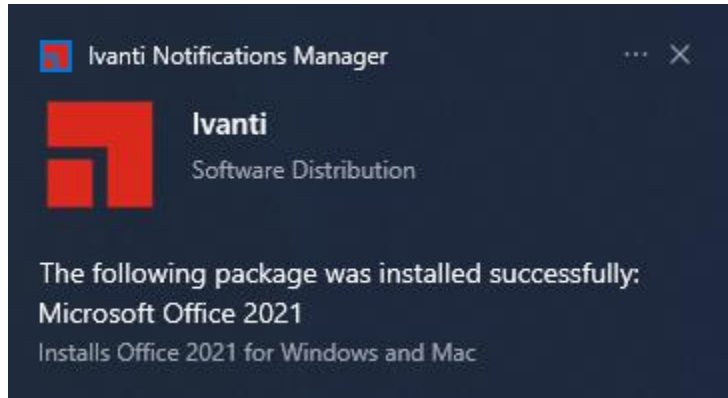 Ivanti Notifications Manager
Ivanti
Software Distribution
The following package was installed successfully:
Microsoft Office 2021
Installs Office 2021 for Windows and Mac